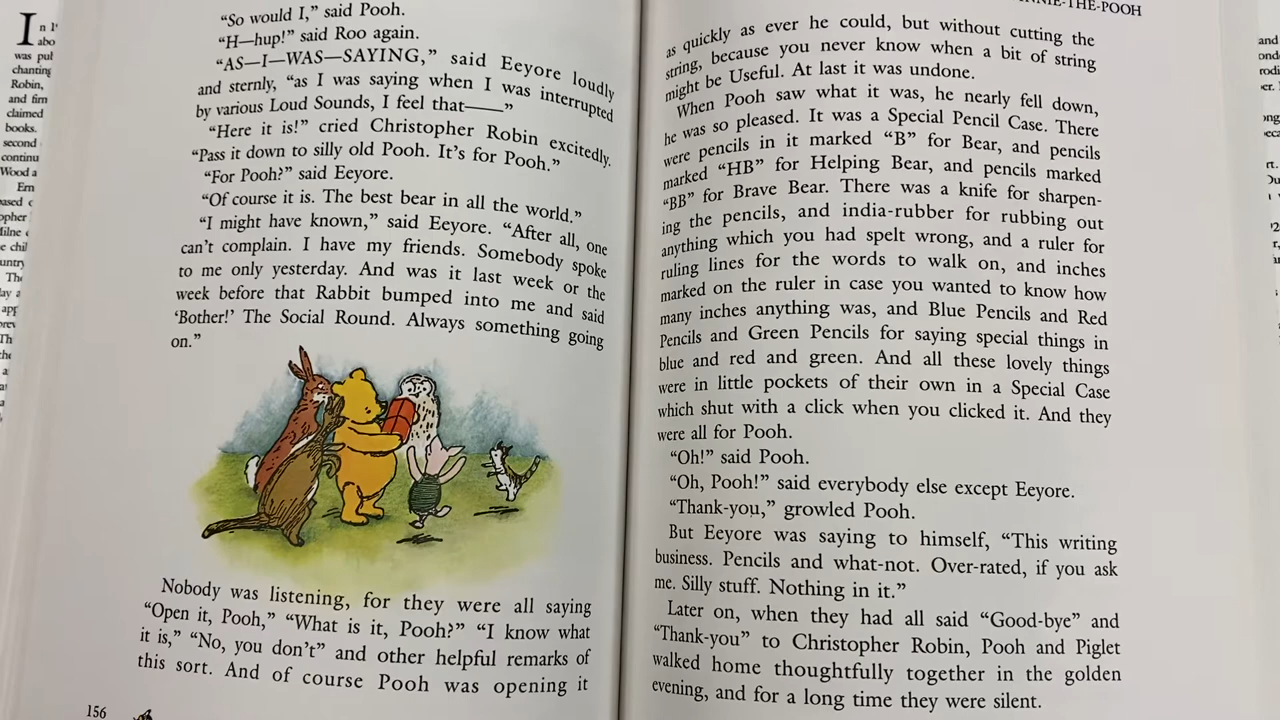 In 1
abo
was pul
chanting
Robin,
and firn
claimed
books.
second
continu
Wood a
"So would I," said Pooh.
"H—hup!" said Roo again.
"AS—I—WAS—SAYING," said Eeyore loudly
and sternly, "as I was saying when I was interrupted
by various Loud Sounds, I feel that——"
"Here it is!" cried Christopher Robin excitedly.
"Pass it down to silly old Pooh. It's for Pooh."
"For Pooh?" said Eeyore.
"Of course it is. The best bear in all the world."
"I might have known," said Eeyore. "After all, one
can't complain. I have my friends. Somebody spoke
to me only yesterday. And was it last week or the
week before that Rabbit bumped into me and said
'Bother!' The Social Round. Always something going
on."
Nobody was listening, for they were all saying
"Open it, Pooh," "What is it, Pooh?" "I know what
it is," "No, you don't" and other helpful remarks of
this sort. And of course Pooh was opening it
156
NNIE-THE-POOH
as quickly as ever he could, but without cutting the
string, because you never know when a bit of string
might be Useful. At last it was undone.
When Pooh saw what it was, he nearly fell down,
he was so pleased. It was a Special Pencil Case. There
were pencils in it marked "B" for Bear, and pencils
marked "HB" for Helping Bear, and pencils marked
"BB" for Brave Bear. There was a knife for sharpen-
ing the pencils, and india-rubber for rubbing out
anything which you had spelt wrong, and a ruler for
ruling lines for the words to walk on, and inches
marked on the ruler in case you wanted to know how
many inches anything was, and Blue Pencils and Red
Pencils and Green Pencils for saying special things in
blue and red and green. And all these lovely things
were in little pockets of their own in a Special Case
which shut with a click when you clicked it. And they
were all for Pooh.
"Oh!" said Pooh.
"Oh, Pooh!" said everybody else except Eeyore.
"Thank-you," growled Pooh.
But Eeyore was saying to himself, "This writing
business. Pencils and what-not. Over-rated, if you ask
me. Silly stuff. Nothing in it."
Later on, when they had all said "Good-bye" and
"Thank-you" to Christopher Robin, Pooh and Piglet
walked home thoughtfully together in the golden
evening, and for a long time they were silent.